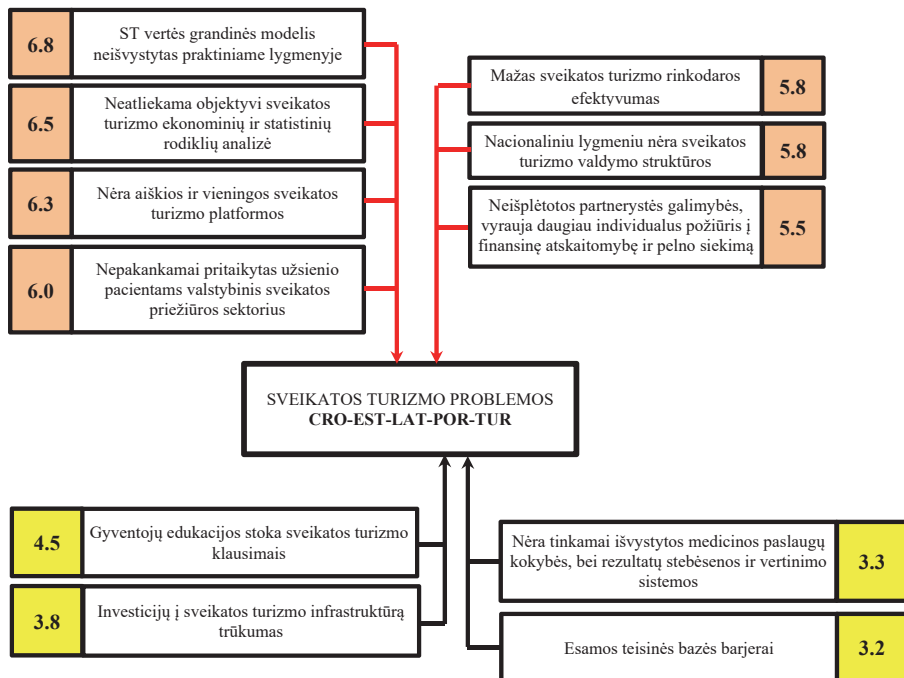 6.8
ST vertės grandinės modelis
neišvystytas praktiniame lygmenyje
6.5
Neatliekama objektyvi sveikatos
turizmo ekonominių ir statistinių
rodiklių analizė
6.3
Nėra aiškios ir vieningos sveikatos
turizmo platformos
6.0
Nepakankamai pritaikytas užsienio
pacientams valstybinis sveikatos
priežiūros sektorius
Mažas sveikatos turizmo rinkodaros
efektyvumas
5.8
Nacionaliniu lygmeniu nėra sveikatos
turizmo valdymo struktūros
5.8
Neišplėtotos partnerystės galimybės,
vyrauja daugiau individualus požiūris į
finansinę atskaitomybę ir pelno siekimą
5.5
SVEIKATOS TURIZMO PROBLEMOS
CRO-EST-LAT-POR-TUR
4.5
Gyventojų edukacijos stoka sveikatos turizmo
klausimais
3.8
Investicijų į sveikatos turizmo infrastruktūrą
trūkumas
Nėra tinkamai išvystytos medicinos paslaugų
kokybės, bei rezultatų stebėsenos ir vertinimo
sistemos
3.3
Esamos teisinės bazės barjerai
3.2